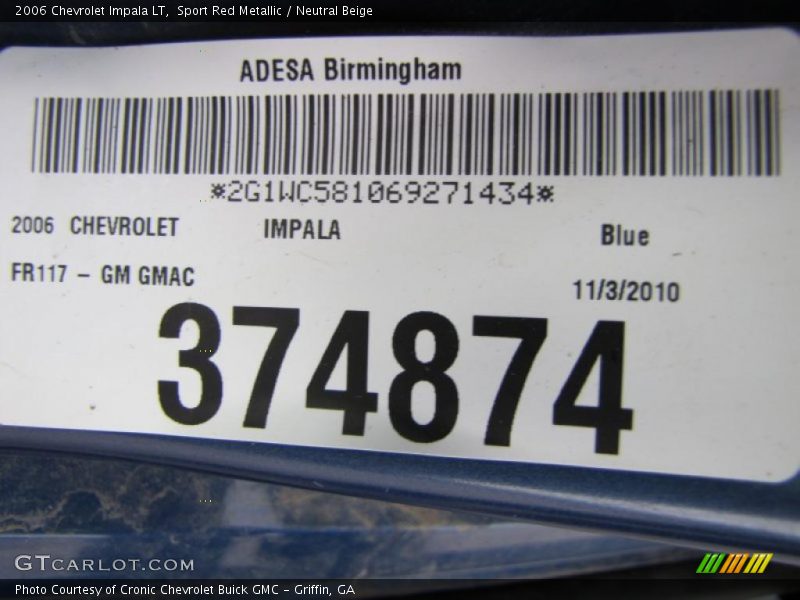 2006 Chevrolet Impala LT,  Sport Red Metallic / Neutral Beige
ADESA Birmingham
*2G1WC581069271434*
2006 CHEVROLET IMPALA Blue
FR117 - GM GMAC 11/3/2010
374874
GTCARLOT.COM
Photo Courtesy of Cronic Chevrolet Buick GMC - Griffin, GA